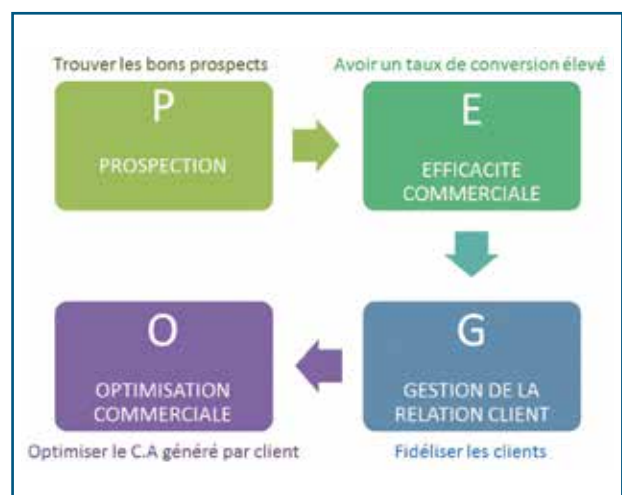 Trouver les bons prospects
P
PROSPECTION
Avoir un taux de conversion élevé
E
EFFICACITE
COMMERCIALE
G
GESTION DE LA
RELATION CLIENT
Fidéliser les clients
O
OPTIMISATION
COMMERCIALE
Optimiser le C.A généré par client